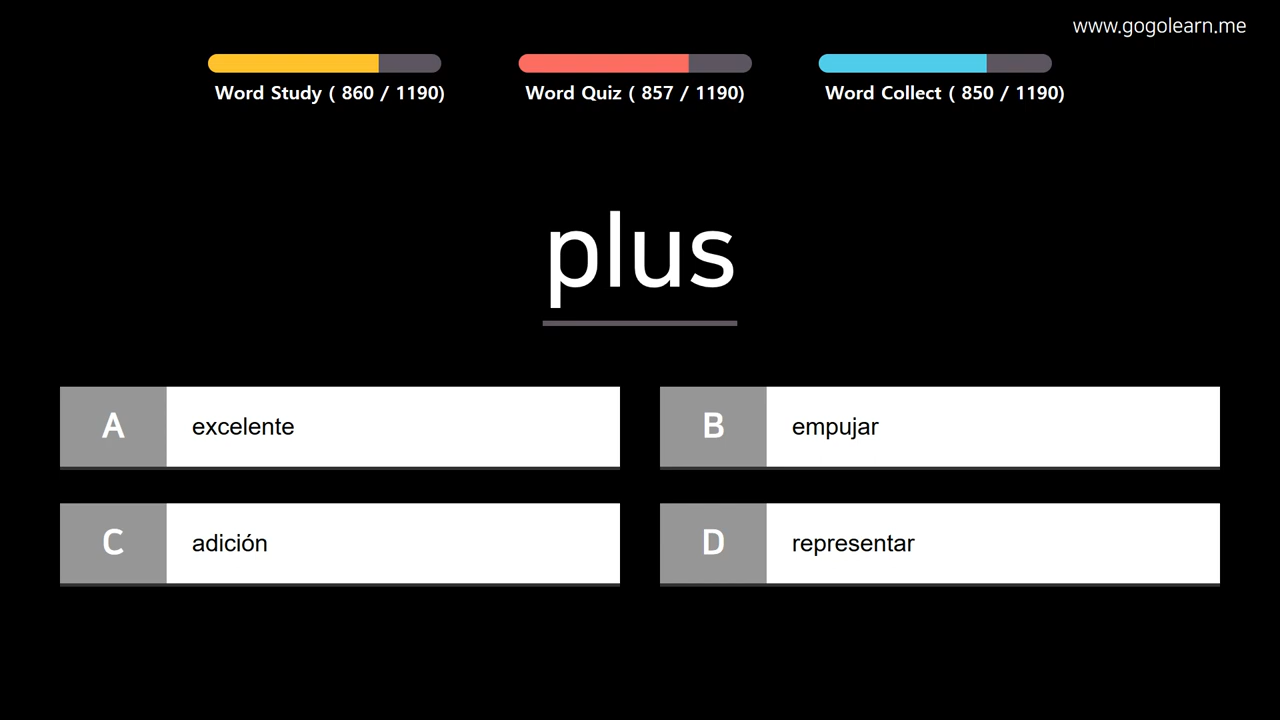 www.gogolearn.me
Word Study ( 860 / 1190)
Word Quiz ( 857 / 1190)
Word Collect ( 850 / 1190)
plus
A excelente
B empujar
C adición
D representar